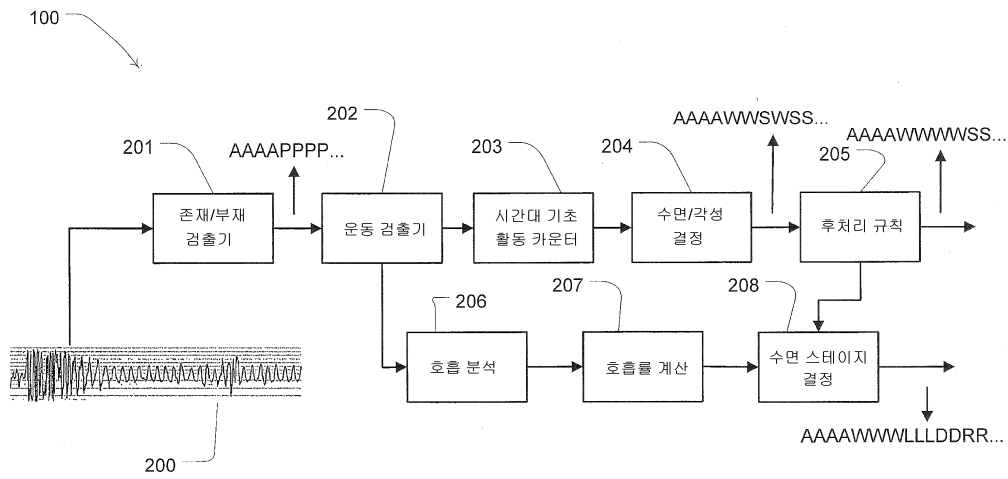 100
202
AAAAWWSWSS...
AAAAWWWWSS...
201
AAAAPPPP...
203
204
205
존재/부재
검출기
운동 검출기
시간대 기초
활동 카운터
수면/각성
결정
후처리 규칙
206
207
208
호흡 분석
호흡률 계산
수면 스테이지
결정
AAAAWWWLLLDDRR...
200